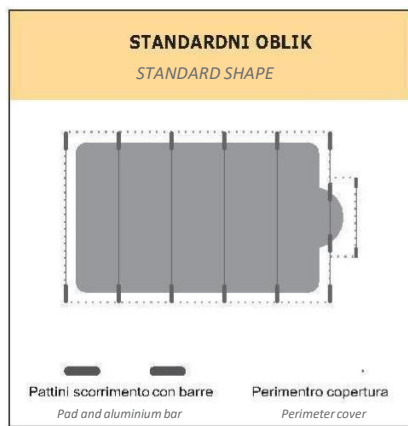 STANDARDNI OBLIK
STANDARD SHAPE
Pattini scorrimento con barre
Perimentro copertura
Pad and aluminium bar
Perimeter cover